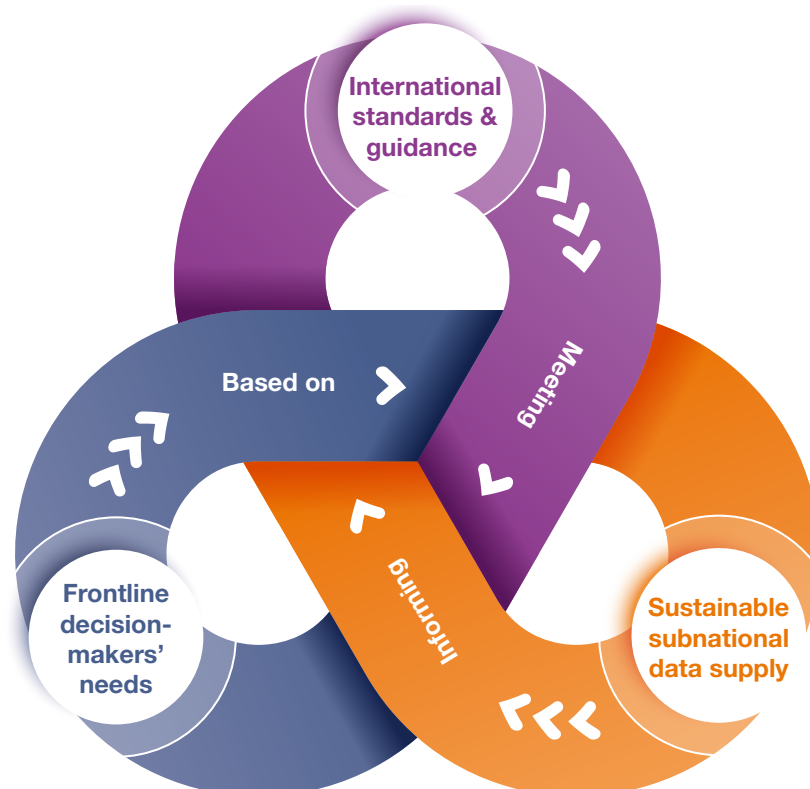 International
standards &
guidance
Meeting
Based on
Informing
Frontline
decision-
makers’
needs
Sustainable
subnational
data supply